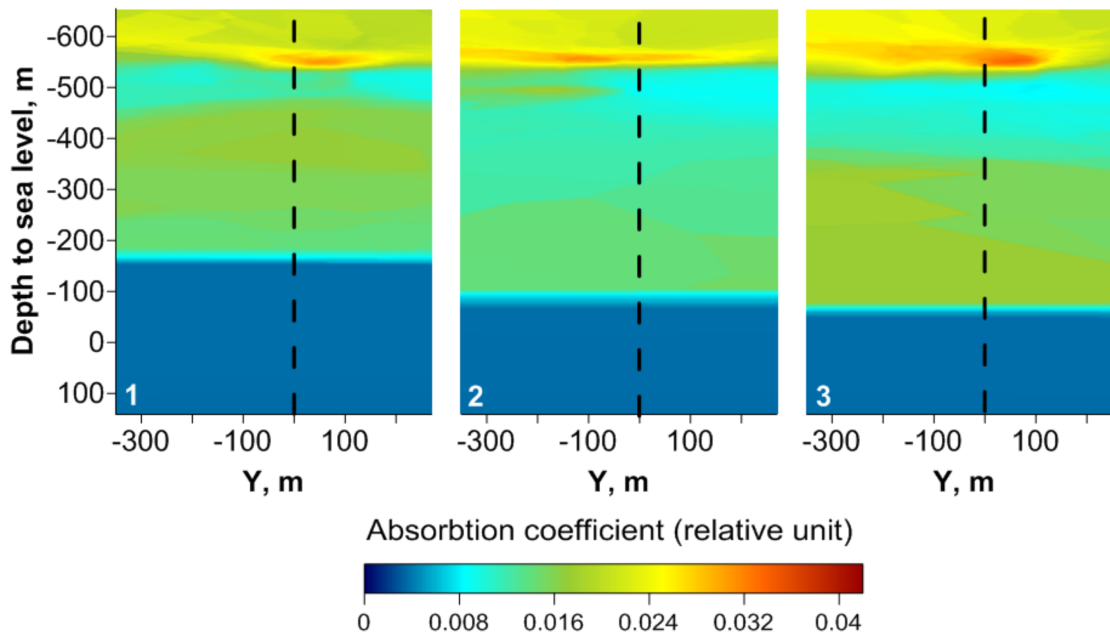 -600
-500
-400
-300
-200
-100
0
100
Depth to sea level, m
1
2
3
-300 -100 100
-300 -100 100
-300 -100 100
Y, m
Y, m
Y, m
Absorbtion coefficient (relative unit)
0 0.008 0.016 0.024 0.032 0.04